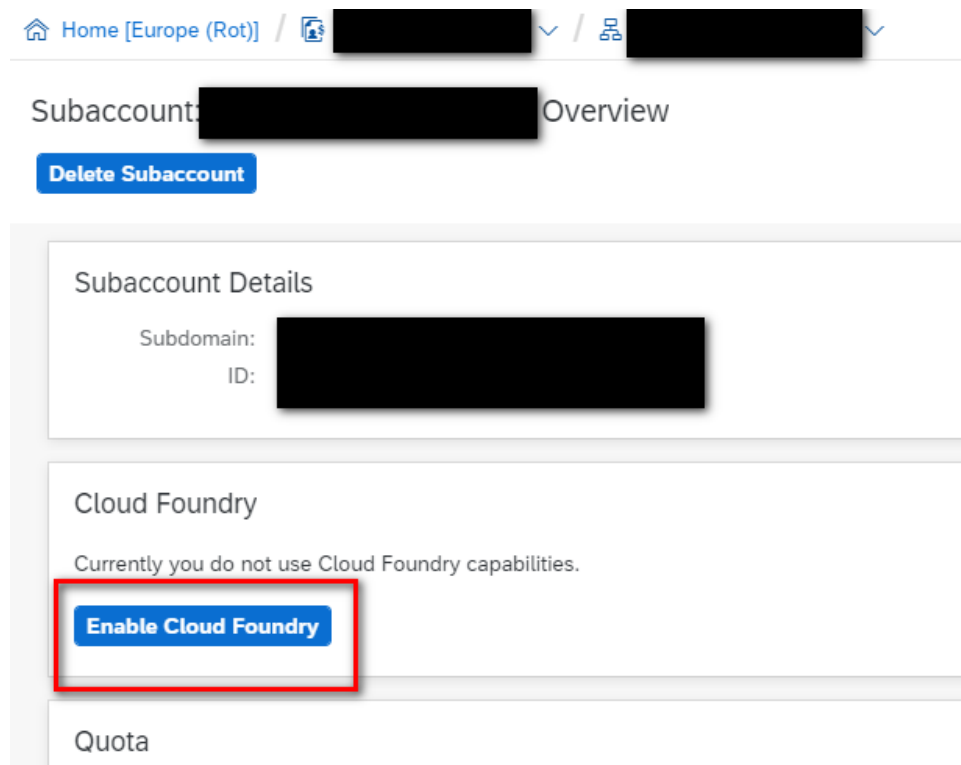 Home [Europe (Rot)] / /
Subaccount: Overview
Delete Subaccount
Subaccount Details
Subdomain:
ID:
Cloud Foundry
Currently you do not use Cloud Foundry capabilities.
Enable Cloud Foundry
Quota